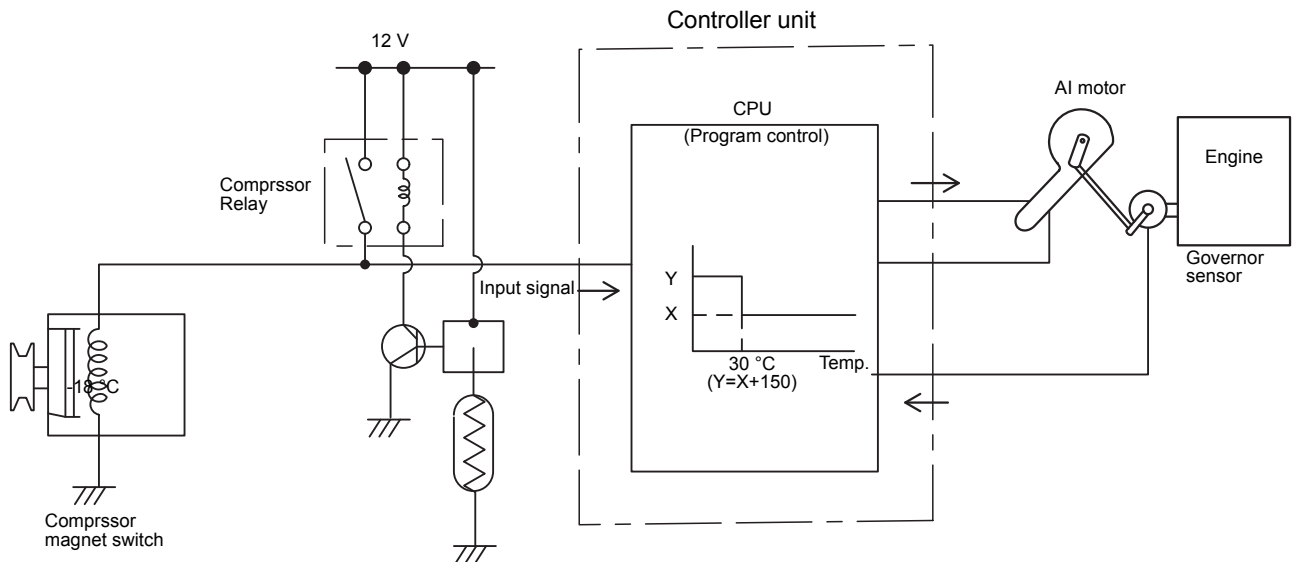 Controller unit
12 V
AI motor
CPU
(Program control)
Engine
Comprssor
Relay
Governor
sensor
Input signal
Y
X
30 °C
Temp.
(Y=X+150)
-18 °C
Comprssor
magnet switch